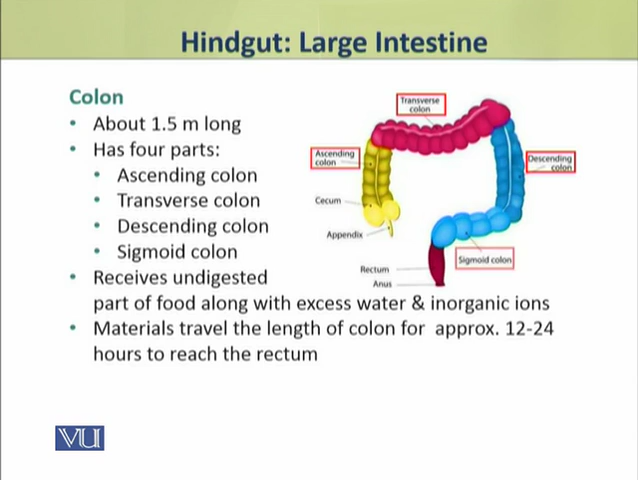 Hindgut: Large Intestine
Colon
• About 1.5 m long
• Has four parts:
• Ascending colon
• Transverse colon
• Descending colon
• Sigmoid colon
• Receives undigested
part of food along with excess water & inorganic ions
• Materials travel the length of colon for approx. 12-24
hours to reach the rectum
Transverse
colon
Ascending
colon
Descending
colon
Cecum
Appendix
Sigmoid colon
Rectum
Anus
VU